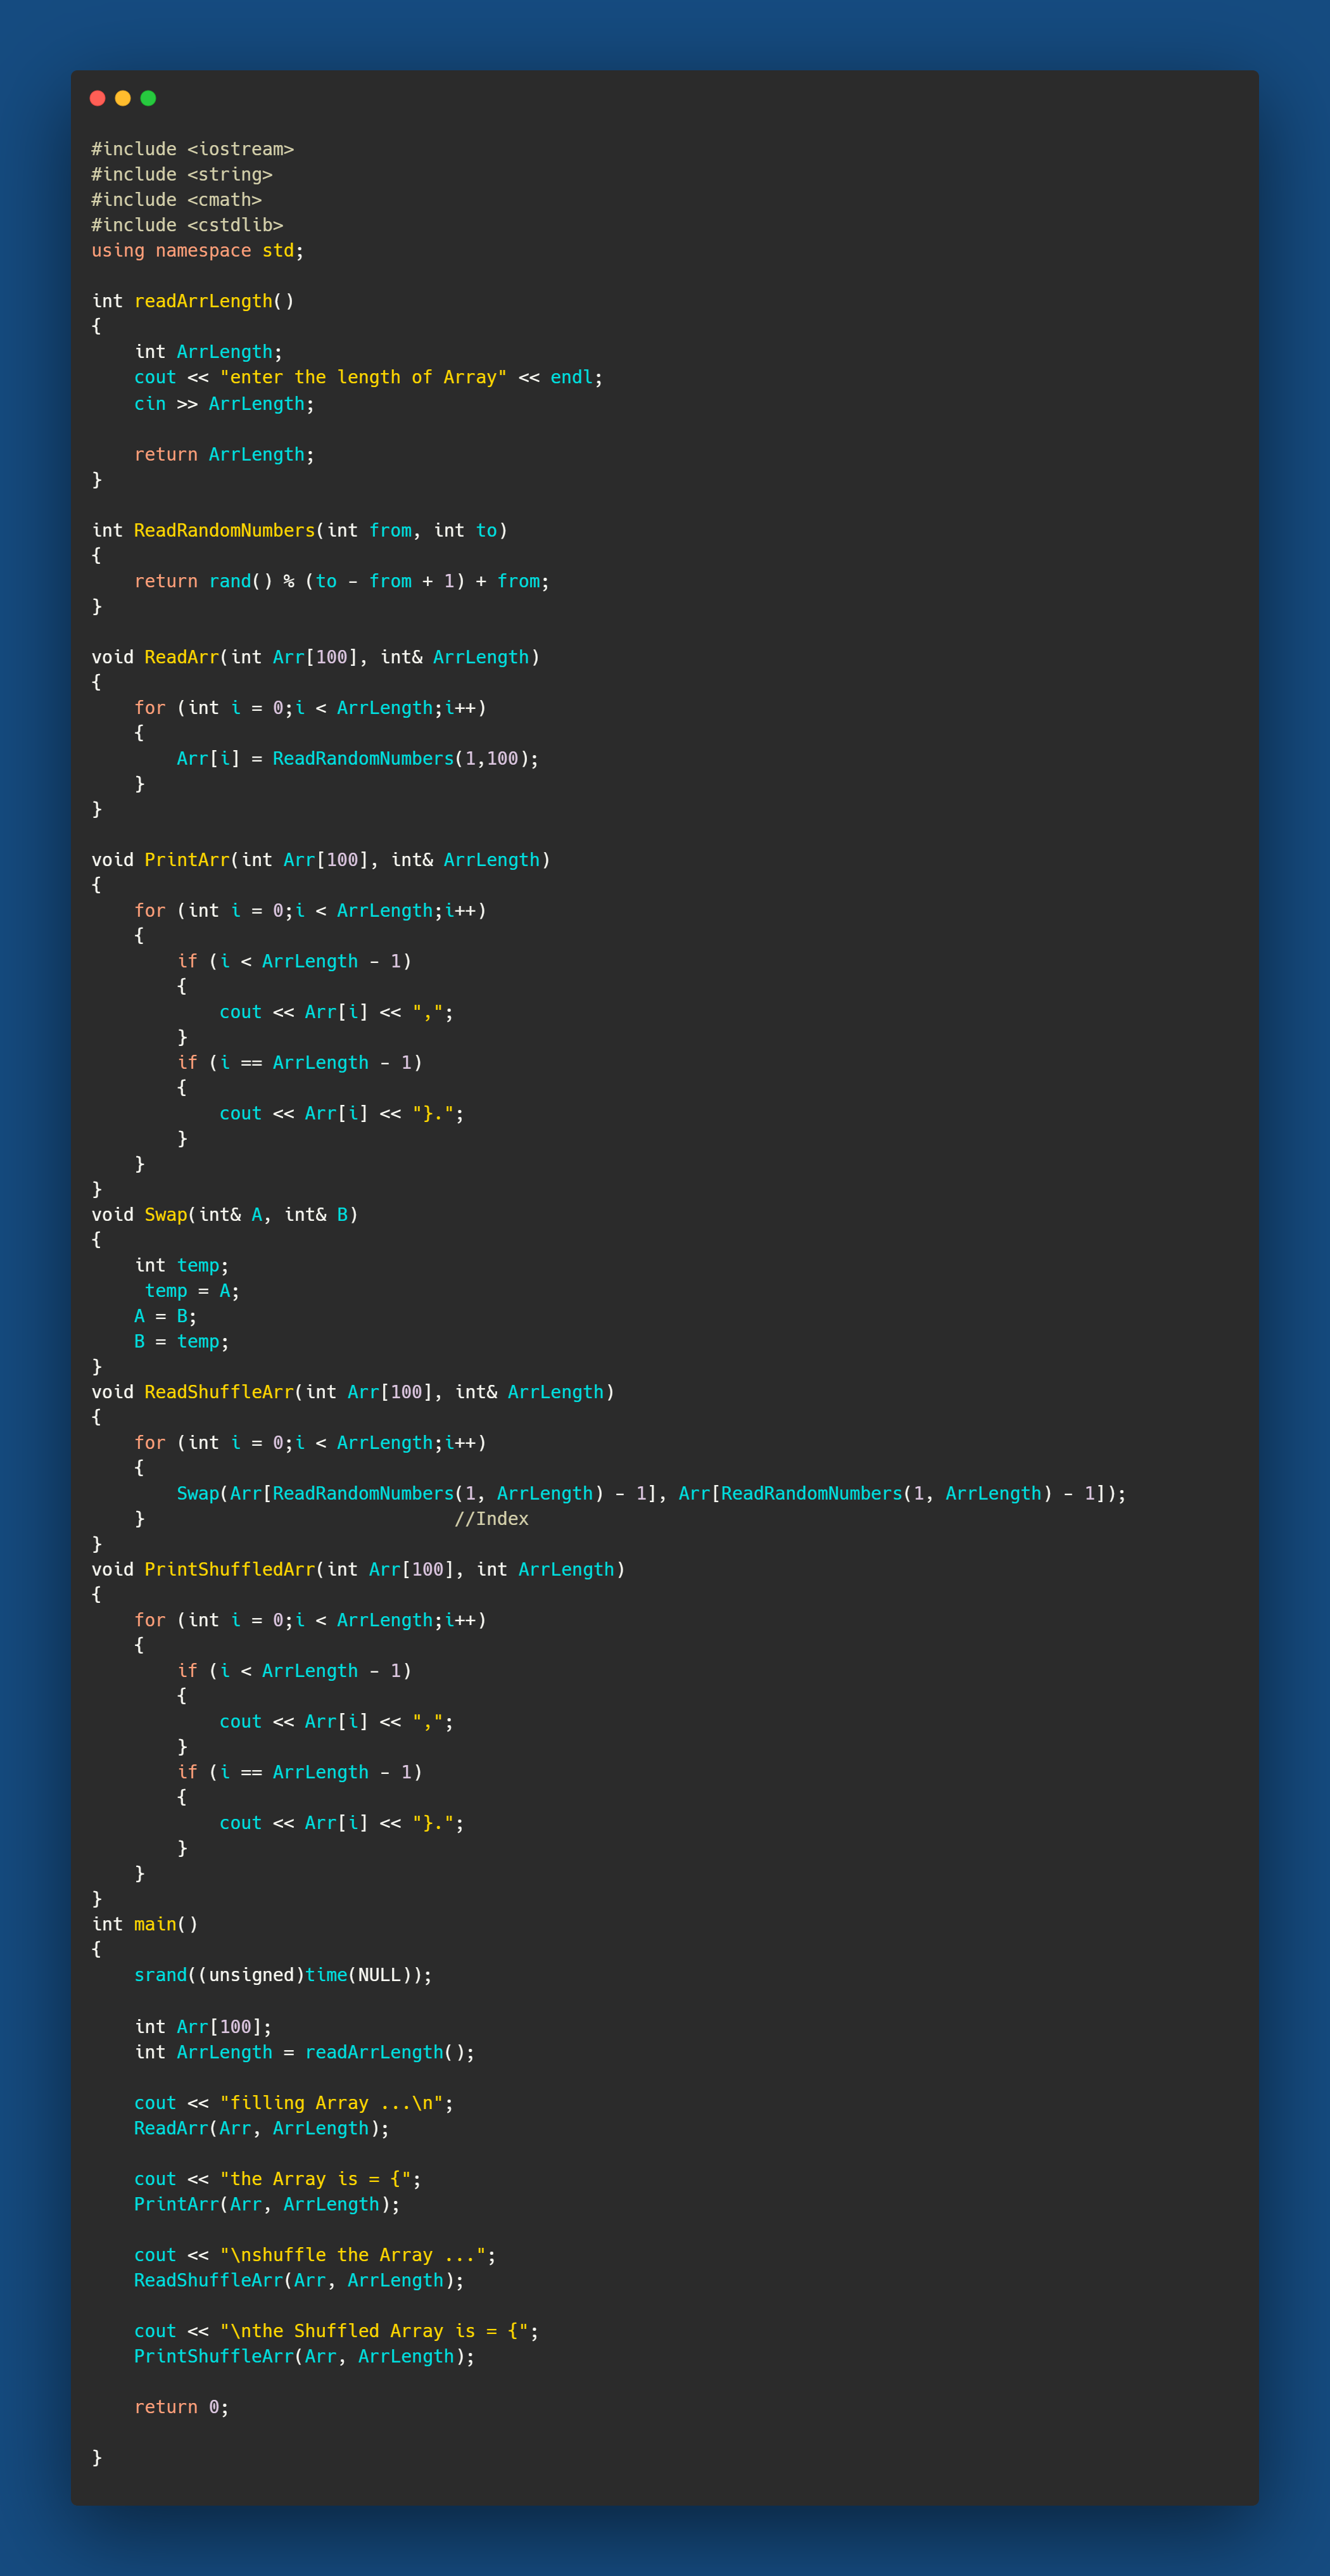 #include <iostream>
#include <string>
#include <cmath>
#include <cstdlib>
using namespace std;

int readArrLength()
{
    int ArrLength;
    cout << "enter the length of Array" << endl;
    cin >> ArrLength;

    return ArrLength;
}

int ReadRandomNumbers(int from, int to)
{
    return rand() % (to - from + 1) + from;
}

void ReadArr(int Arr[100], int& ArrLength)
{
    for (int i = 0;i < ArrLength;i++)
    {
        Arr[i] = ReadRandomNumbers(1,100);
    }
}

void PrintArr(int Arr[100], int& ArrLength)
{
    for (int i = 0;i < ArrLength;i++)
    {
        if (i < ArrLength - 1)
        {
            cout << Arr[i] << ",";
        }
        if (i == ArrLength - 1)
        {
            cout << Arr[i] << "}.";
        }
    }
}
void Swap(int& A, int& B)
{
    int temp;
     temp = A;
    A = B;
    B = temp;
}
void ReadShuffleArr(int Arr[100], int& ArrLength)
{
    for (int i = 0;i < ArrLength;i++)
    {
        Swap(Arr[ReadRandomNumbers(1, ArrLength) - 1], Arr[ReadRandomNumbers(1, ArrLength) - 1]);
    }                             //Index
}
void PrintShuffledArr(int Arr[100], int ArrLength)
{
    for (int i = 0;i < ArrLength;i++)
    {
        if (i < ArrLength - 1)
        {
            cout << Arr[i] << ",";
        }
        if (i == ArrLength - 1)
        {
            cout << Arr[i] << "}.";
        }
    }
}
int main()
{
    srand((unsigned)time(NULL));

    int Arr[100];
    int ArrLength = readArrLength();

    cout << "filling Array ...\n";
    ReadArr(Arr, ArrLength);

    cout << "the Array is = {";
    PrintArr(Arr, ArrLength);

    cout << "\nshuffle the Array ...";
    ReadShuffleArr(Arr, ArrLength);

    cout << "\nthe Shuffled Array is = {";
    PrintShuffleArr(Arr, ArrLength);

    return 0;

}